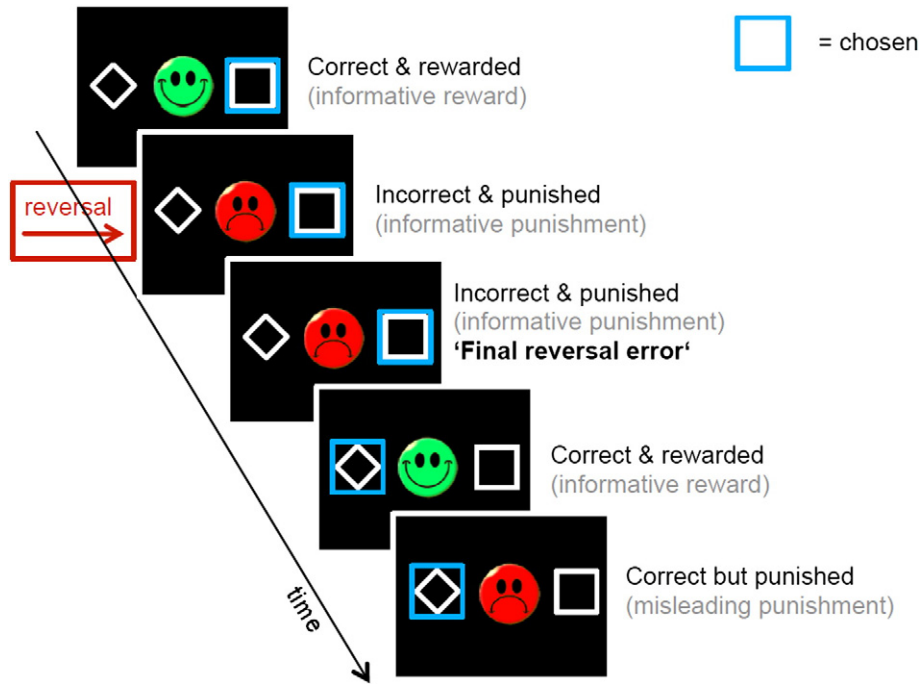 = chosen
Correct & rewarded
(informative reward)
reversal
Incorrect & punished
(informative punishment)
Incorrect & punished
(informative punishment)
‘Final reversal error‘
Correct & rewarded
(informative reward)
Correct but punished
(misleading punishment)
time